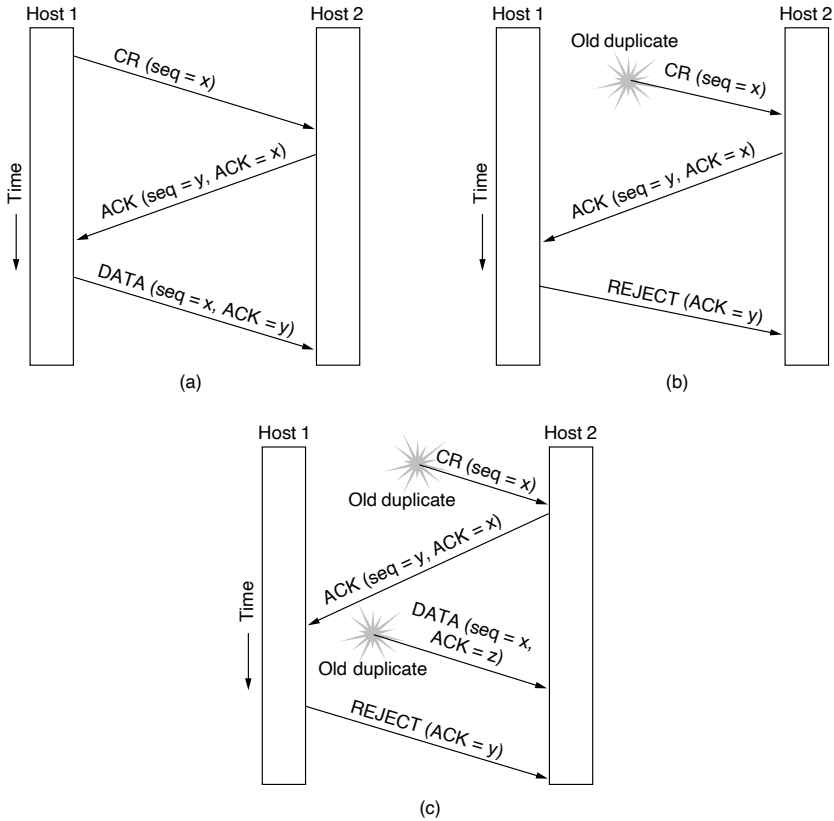 Host 1
Host 2
CR (seq = x)
ACK (seq = y, ACK = x)
DATA (seq = x, ACK = y)
Time
(a)
Host 1
Host 2
Old duplicate
CR (seq = x)
ACK (seq = y, ACK = x)
REJECT (ACK = y)
Time
(b)
Host 1
Host 2
CR (seq = x)
Old duplicate
ACK (seq = y, ACK = x)
DATA (seq = x,
ACK = z)
Old duplicate
REJECT (ACK = y)
Time
(c)